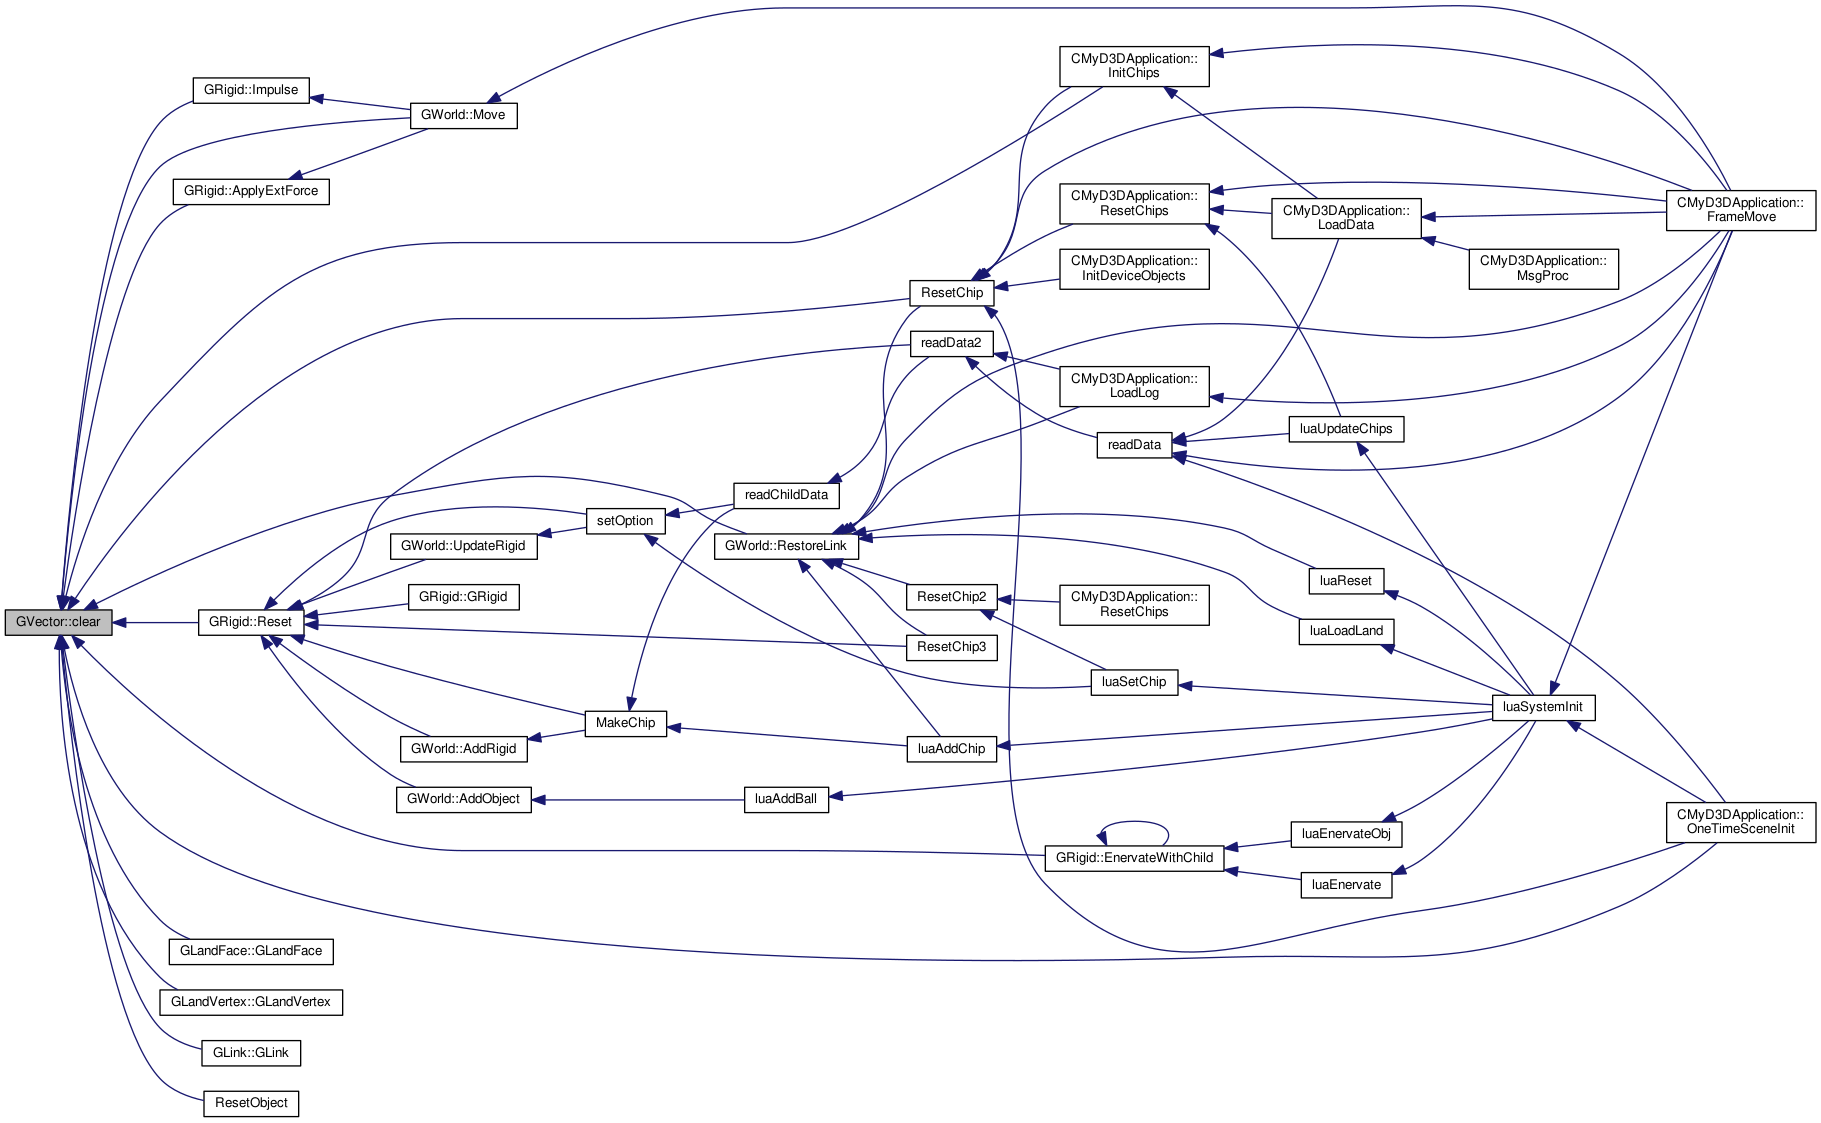 GVector::clear
GRigid::Impulse
GWorld::Move
GRigid::ApplyExtForce
CMyD3DApplication::
InitChips
CMyD3DApplication::
ResetChips
CMyD3DApplication::
LoadData
CMyD3DApplication::
FrameMove
CMyD3DApplication::
InitDeviceObjects
CMyD3DApplication::
MsgProc
ResetChip
readData2
CMyD3DApplication::
LoadLog
readData
luaUpdateChips
readChildData
setOption
GWorld::UpdateRigid
GWorld::RestoreLink
GRigid::GRigid
GRigid::Reset
ResetChip2
CMyD3DApplication::
ResetChips
ResetChip3
luaReset
luaLoadLand
luaSetChip
luaSystemInit
MakeChip
GWorld::AddRigid
luaAddChip
GWorld::AddObject
luaAddBall
CMyD3DApplication::
OneTimeSceneInit
luaEnervateObj
GRigid::EnervateWithChild
luaEnervate
GLandFace::GLandFace
GLandVertex::GLandVertex
GLink::GLink
ResetObject